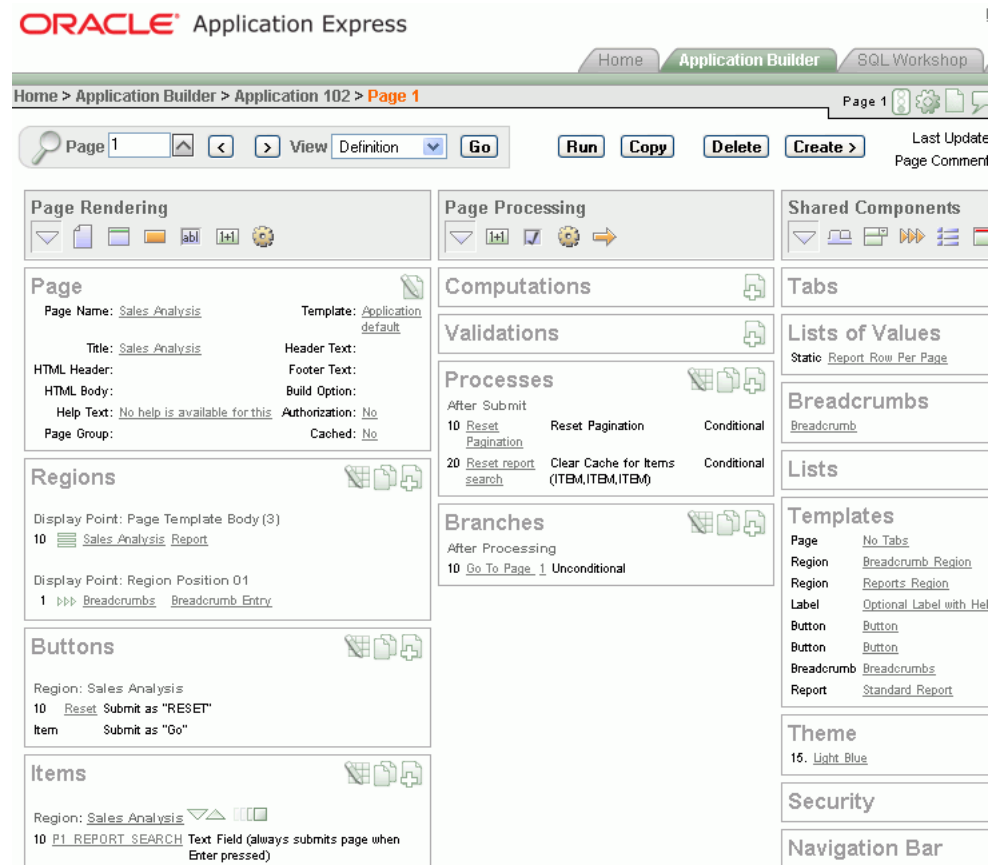 ORACLE® Application Express
Home Application Builder SQL Workshop
Home > Application Builder > Application 102 > Page 1
Page 1
Page 1 < > View Definition Go Run Copy Delete Create >
Last Update
Page Comment
Page Rendering
abl 1+1
Page
Page Name: Sales Analysis Template: Application
default
Title: Sales Analysis Header Text:
HTML Header: Footer Text:
HTML Body: Build Option:
Help Text: No help is available for this Authorization: No
Page Group: Cached: No
Regions
Display Point: Page Template Body (3)
10 Sales Analysis Report
Display Point: Region Position 01
1 Breadcrumbs Breadcrumb Entry
Buttons
Region: Sales Analysis
10 Reset Submit as "RESET"
Item Submit as "Go"
Items
Region: Sales Analysis
10 P1_REPORT_SEARCH Text Field (always submits page when
Enter pressed)
Page Processing
1+1
Computations
Validations
Processes
After Submit
10 Reset Reset Pagination Conditional
Pagination
20 Reset report Clear Cache for Items Conditional
search (ITEM,ITEM,ITEM)
Branches
After Processing
10 Go To Page 1 Unconditional
Shared Components
Tabs
Lists of Values
Static Report Row Per Page
Breadcrumbs
Breadcrumb
Lists
Templates
Page No Tabs
Region Breadcrumb Region
Region Reports Region
Label Optional Label with Hel
Button Button
Button Button
Breadcrumb Breadcrumbs
Report Standard Report
Theme
15. Light Blue
Security
Navigation Bar